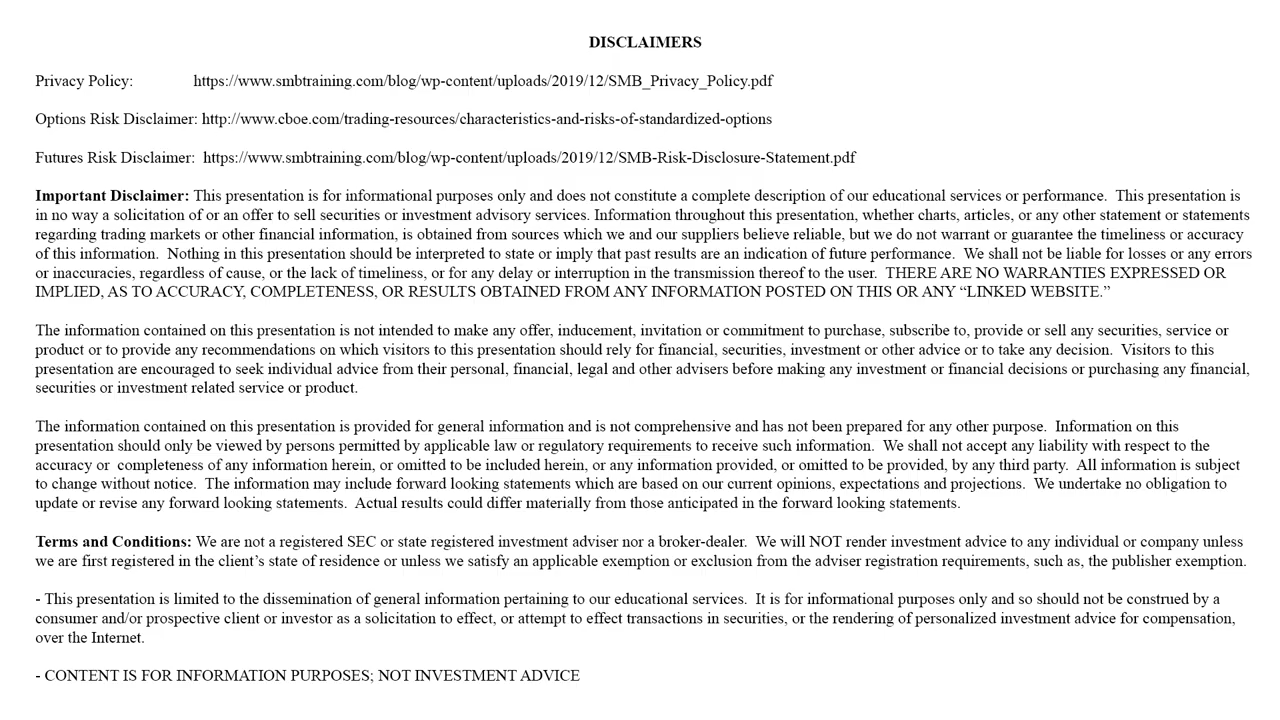 DISCLAIMERS
Privacy Policy: https://www.smbtraining.com/blog/wp-content/uploads/2019/12/SMB_Privacy_Policy.pdf
Options Risk Disclaimer: http://www.cboe.com/trading-resources/characteristics-and-risks-of-standardized-options
Futures Risk Disclaimer: https://www.smbtraining.com/blog/wp-content/uploads/2019/12/SMB-Risk-Disclosure-Statement.pdf
Important Disclaimer: This presentation is for informational purposes only and does not constitute a complete description of our educational services or performance. This presentation is
in no way a solicitation of or an offer to sell securities or investment advisory services. Information throughout this presentation, whether charts, articles, or any other statement or statements
regarding trading markets or other financial information, is obtained from sources which we and our suppliers believe reliable, but we do not warrant or guarantee the timeliness or accuracy
of this information. Nothing in this presentation should be interpreted to state or imply that past results are an indication of future performance. We shall not be liable for losses or any errors
or inaccuracies, regardless of cause, or the lack of timeliness, or for any delay or interruption in the transmission thereof to the user. THERE ARE NO WARRANTIES EXPRESSED OR
IMPLIED, AS TO ACCURACY, COMPLETENESS, OR RESULTS OBTAINED FROM ANY INFORMATION POSTED ON THIS OR ANY “LINKED WEBSITE.”
The information contained on this presentation is not intended to make any offer, inducement, invitation or commitment to purchase, subscribe to, provide or sell any securities, service or
product or to provide any recommendations on which visitors to this presentation should rely for financial, securities, investment or other advice or to take any decision. Visitors to this
presentation are encouraged to seek individual advice from their personal, financial, legal and other advisers before making any investment or financial decisions or purchasing any financial,
securities or investment related service or product.
The information contained on this presentation is provided for general information and is not comprehensive and has not been prepared for any other purpose. Information on this
presentation should only be viewed by persons permitted by applicable law or regulatory requirements to receive such information. We shall not accept any liability with respect to the
accuracy or completeness of any information herein, or omitted to be included herein, or any information provided, or omitted to be provided, by any third party. All information is subject
to change without notice. The information may include forward looking statements which are based on our current opinions, expectations and projections. We undertake no obligation to
update or revise any forward looking statements. Actual results could differ materially from those anticipated in the forward looking statements.
Terms and Conditions: We are not a registered SEC or state registered investment adviser nor a broker-dealer. We will NOT render investment advice to any individual or company unless
we are first registered in the client’s state of residence or unless we satisfy an applicable exemption or exclusion from the adviser registration requirements, such as, the publisher exemption.
- This presentation is limited to the dissemination of general information pertaining to our educational services. It is for informational purposes only and so should not be construed by a
consumer and/or prospective client or investor as a solicitation to effect, or attempt to effect transactions in securities, or the rendering of personalized investment advice for compensation,
over the Internet.
- CONTENT IS FOR INFORMATION PURPOSES; NOT INVESTMENT ADVICE